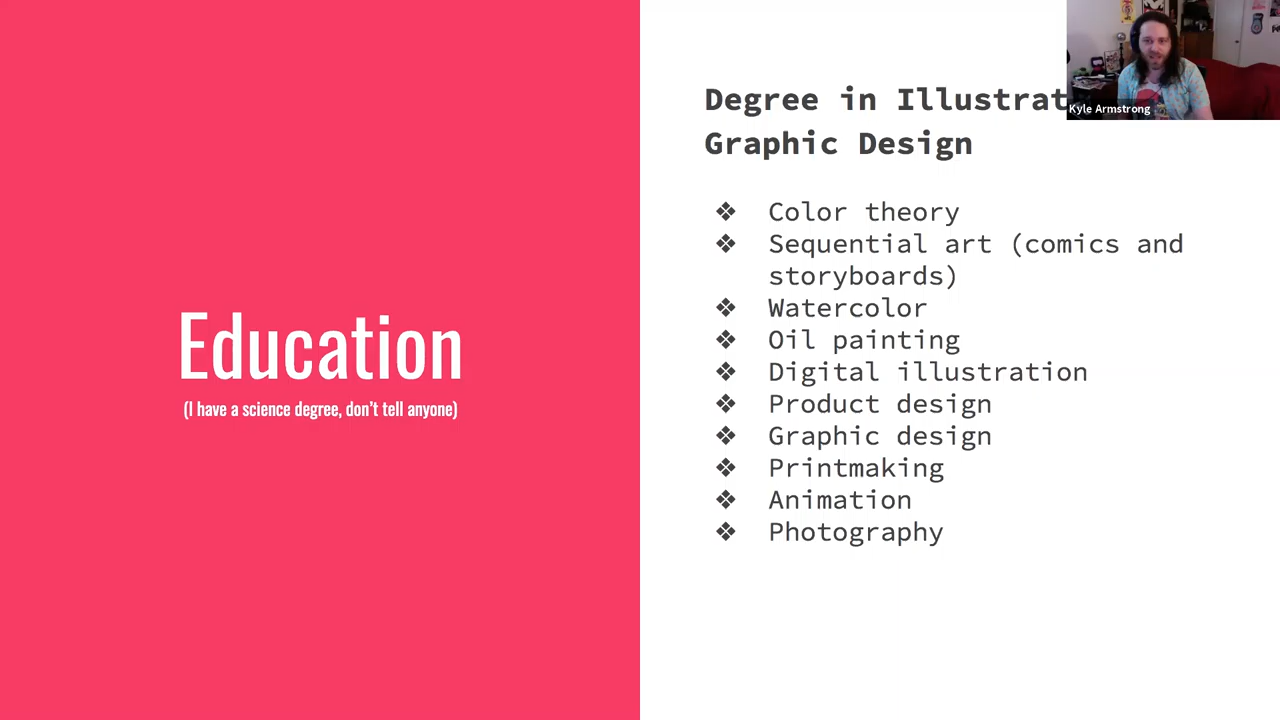 Education
(I have a science degree, don't tell anyone)
Degree in Illustrat
Graphic Design
❖ Color theory
❖ Sequential art (comics and
storyboards)
❖ Watercolor
❖ Oil painting
❖ Digital illustration
❖ Product design
❖ Graphic design
❖ Printmaking
❖ Animation
❖ Photography
Kyle Armstrong